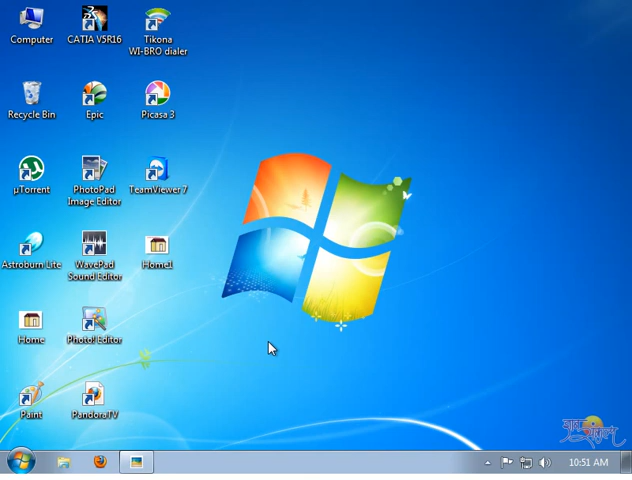 Computer
CATIA V5R16
Tikona
WI-BRO dialer
Recycle Bin
Epic
Picasa 3
µTorrent
PhotoPad
Image Editor
TeamViewer 7
Astroburn Lite
WavePad
Sound Editor
Home1
Home
Photo! Editor
Paint
PandoraTV
10:51 AM